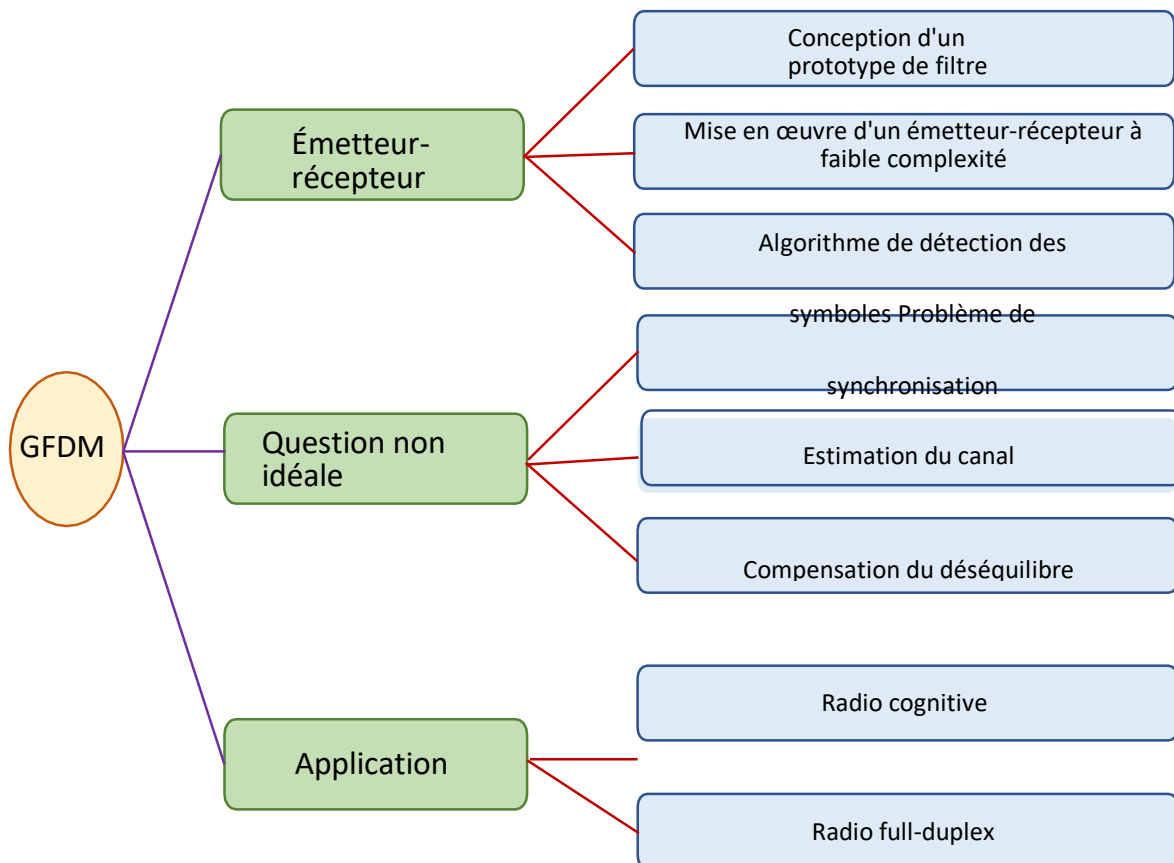 Conception d'un
prototype de filtre
Émetteur-
récepteur
Mise en œuvre d'un émetteur-récepteur à
faible complexité
Algorithme de détection des
symboles Problème de
synchronisation
GFDM
Question non
idéale
Estimation du canal
Compensation du déséquilibre
Radio cognitive
Application
Radio full-duplex